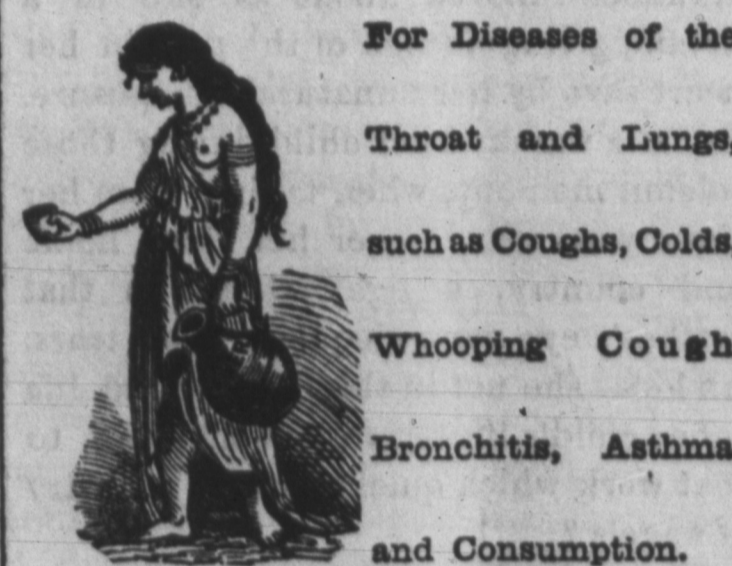 For Diseases of the
Throat and Lungs,
such as Coughs, Colds,
Whooping Cough
Bronchitis, Asthma
and Consumption.